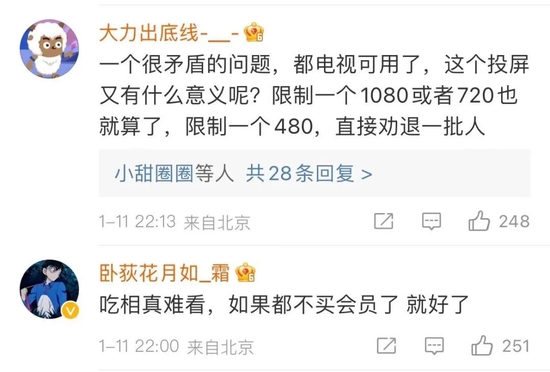 大力出底线-__-
一个很矛盾的问题，都电视可用了，这个投屏
又有什么意义呢？限制一个1080或者720也
就算了，限制一个480，直接劝退一批人
小甜圈圈等人 共28条回复 >
1-11 22:13 来自北京 248
卧荻花月如_霜
吃相真难看，如果都不买会员了 就好了
1-11 22:00 来自北京 251